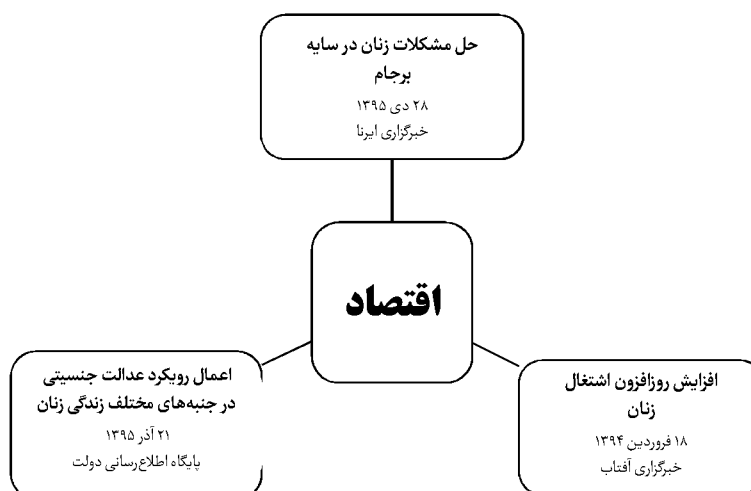 حل مشکلات زنان در سایه
برجام
۲۸ دی ۱۳۹۵
خبرگزاری ایرنا
اقتصاد
افزایش روزافزون اشتغال
زنان
۱۸ فروردین ۱۳۹۴
خبرگزاری آفتاب
اعمال رویکرد عدالت جنسیتی
در جنبه‌های مختلف زندگی زنان
۲۱ آذر ۱۳۹۵
پایگاه اطلاع‌رسانی دولت